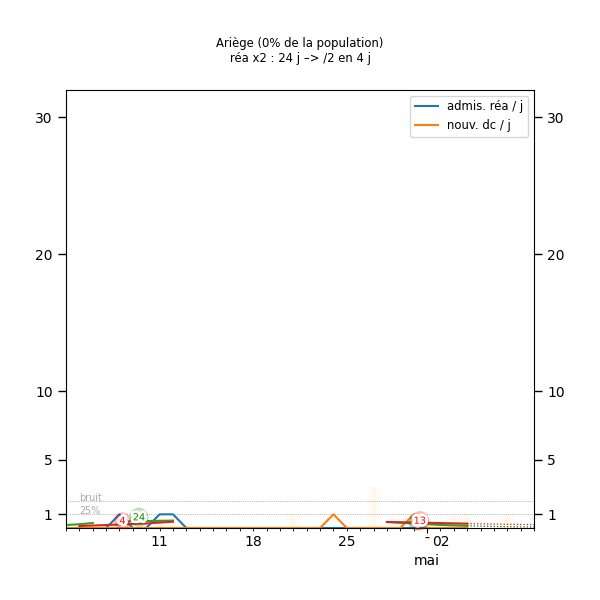 Ariège (0% de la population)
réa x2 : 24 j –> /2 en 4 j
admis. réa / j
nouv. dc / j
30 30
20 20
10 10
5 5
bruit
25%
1 1
4 24 13
11 18 25 - 02
mai